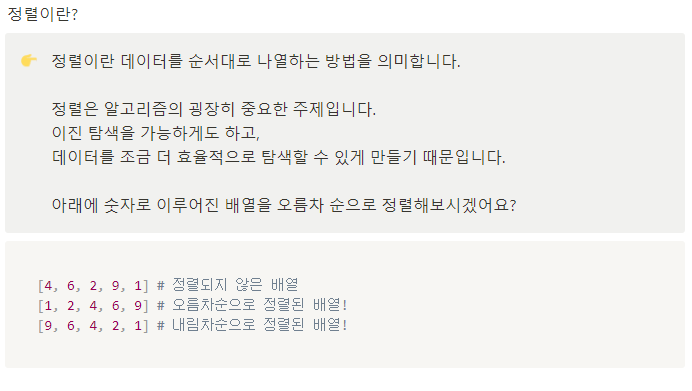 정렬이란?
정렬이란 데이터를 순서대로 나열하는 방법을 의미합니다.
정렬은 알고리즘의 굉장히 중요한 주제입니다.
이진 탐색을 가능하게도 하고,
데이터를 조금 더 효율적으로 탐색할 수 있게 만들기 때문입니다.
아래에 숫자로 이루어진 배열을 오름차 순으로 정렬해보시겠어요?
[4, 6, 2, 9, 1] # 정렬되지 않은 배열
[1, 2, 4, 6, 9] # 오름차순으로 정렬된 배열!
[9, 6, 4, 2, 1] # 내림차순으로 정렬된 배열!